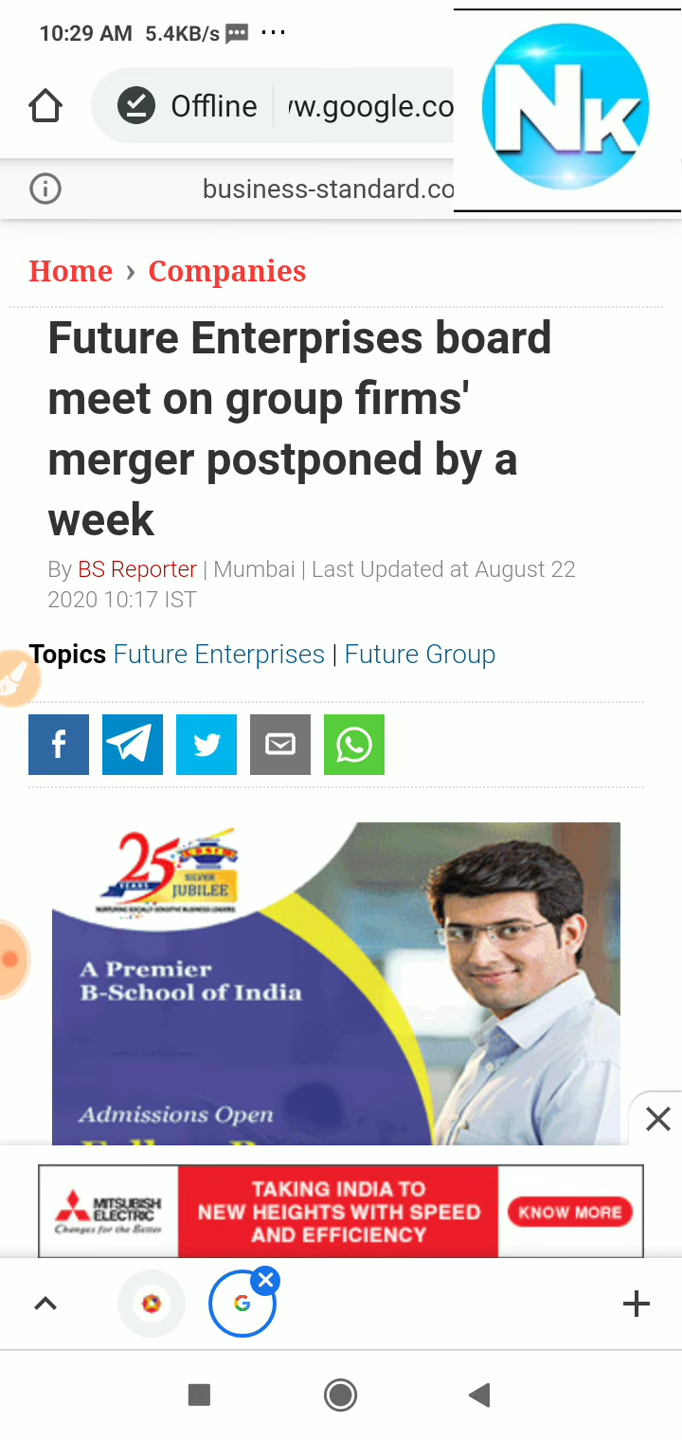 10:29 AM 5.4KB/s ...
NK
Offline /w.google.co
business-standard.co
Home › Companies
Future Enterprises board
meet on group firms'
merger postponed by a
week
By BS Reporter | Mumbai | Last Updated at August 22
2020 10:17 IST
Topics Future Enterprises | Future Group
25
YEARS
SILVER
JUBILEE
A Premier
B-School of India
Admissions Open
MITSUBISH
ELECTRIC
Changes for the Better
TAKING INDIA TO
NEW HEIGHTS WITH SPEED
AND EFFICIENCY
KNOW MORE